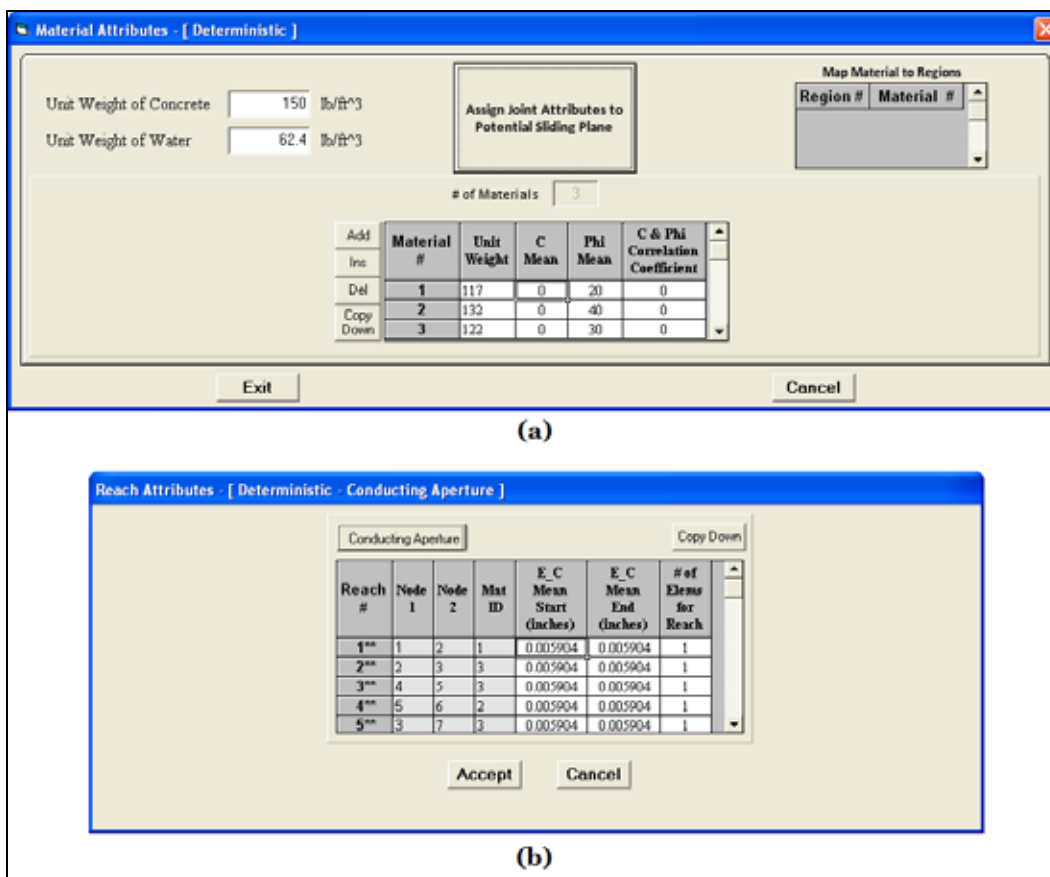 Material Attributes - [ Deterministic ]
Unit Weight of Concrete 150 lb/ft^3
Unit Weight of Water 62.4 lb/ft^3
Assign Joint Attributes to
Potential Sliding Plane
Map Material to Regions
Region # Material #
# of Materials 3
Add
Ins
Del
Copy
Down
Material # Unit Weight C Mean Phi Mean C & Phi Correlation Coefficient
1 117 0 20 0
2 132 0 40 0
3 122 0 30 0
Exit
Cancel
(a)
Reach Attributes - [ Deterministic - Conducting Aperture ]
Conducting Aperture
Copy Down
Reach # Node 1 Node 2 Mat ID E_C Mean Start (inches) E_C Mean End (inches) # of Elems for Reach
1** 1 2 1 0.005904 0.005904 1
2** 2 3 3 0.005904 0.005904 1
3** 4 5 3 0.005904 0.005904 1
4** 5 6 2 0.005904 0.005904 1
5** 3 7 3 0.005904 0.005904 1
Accept
Cancel
(b)